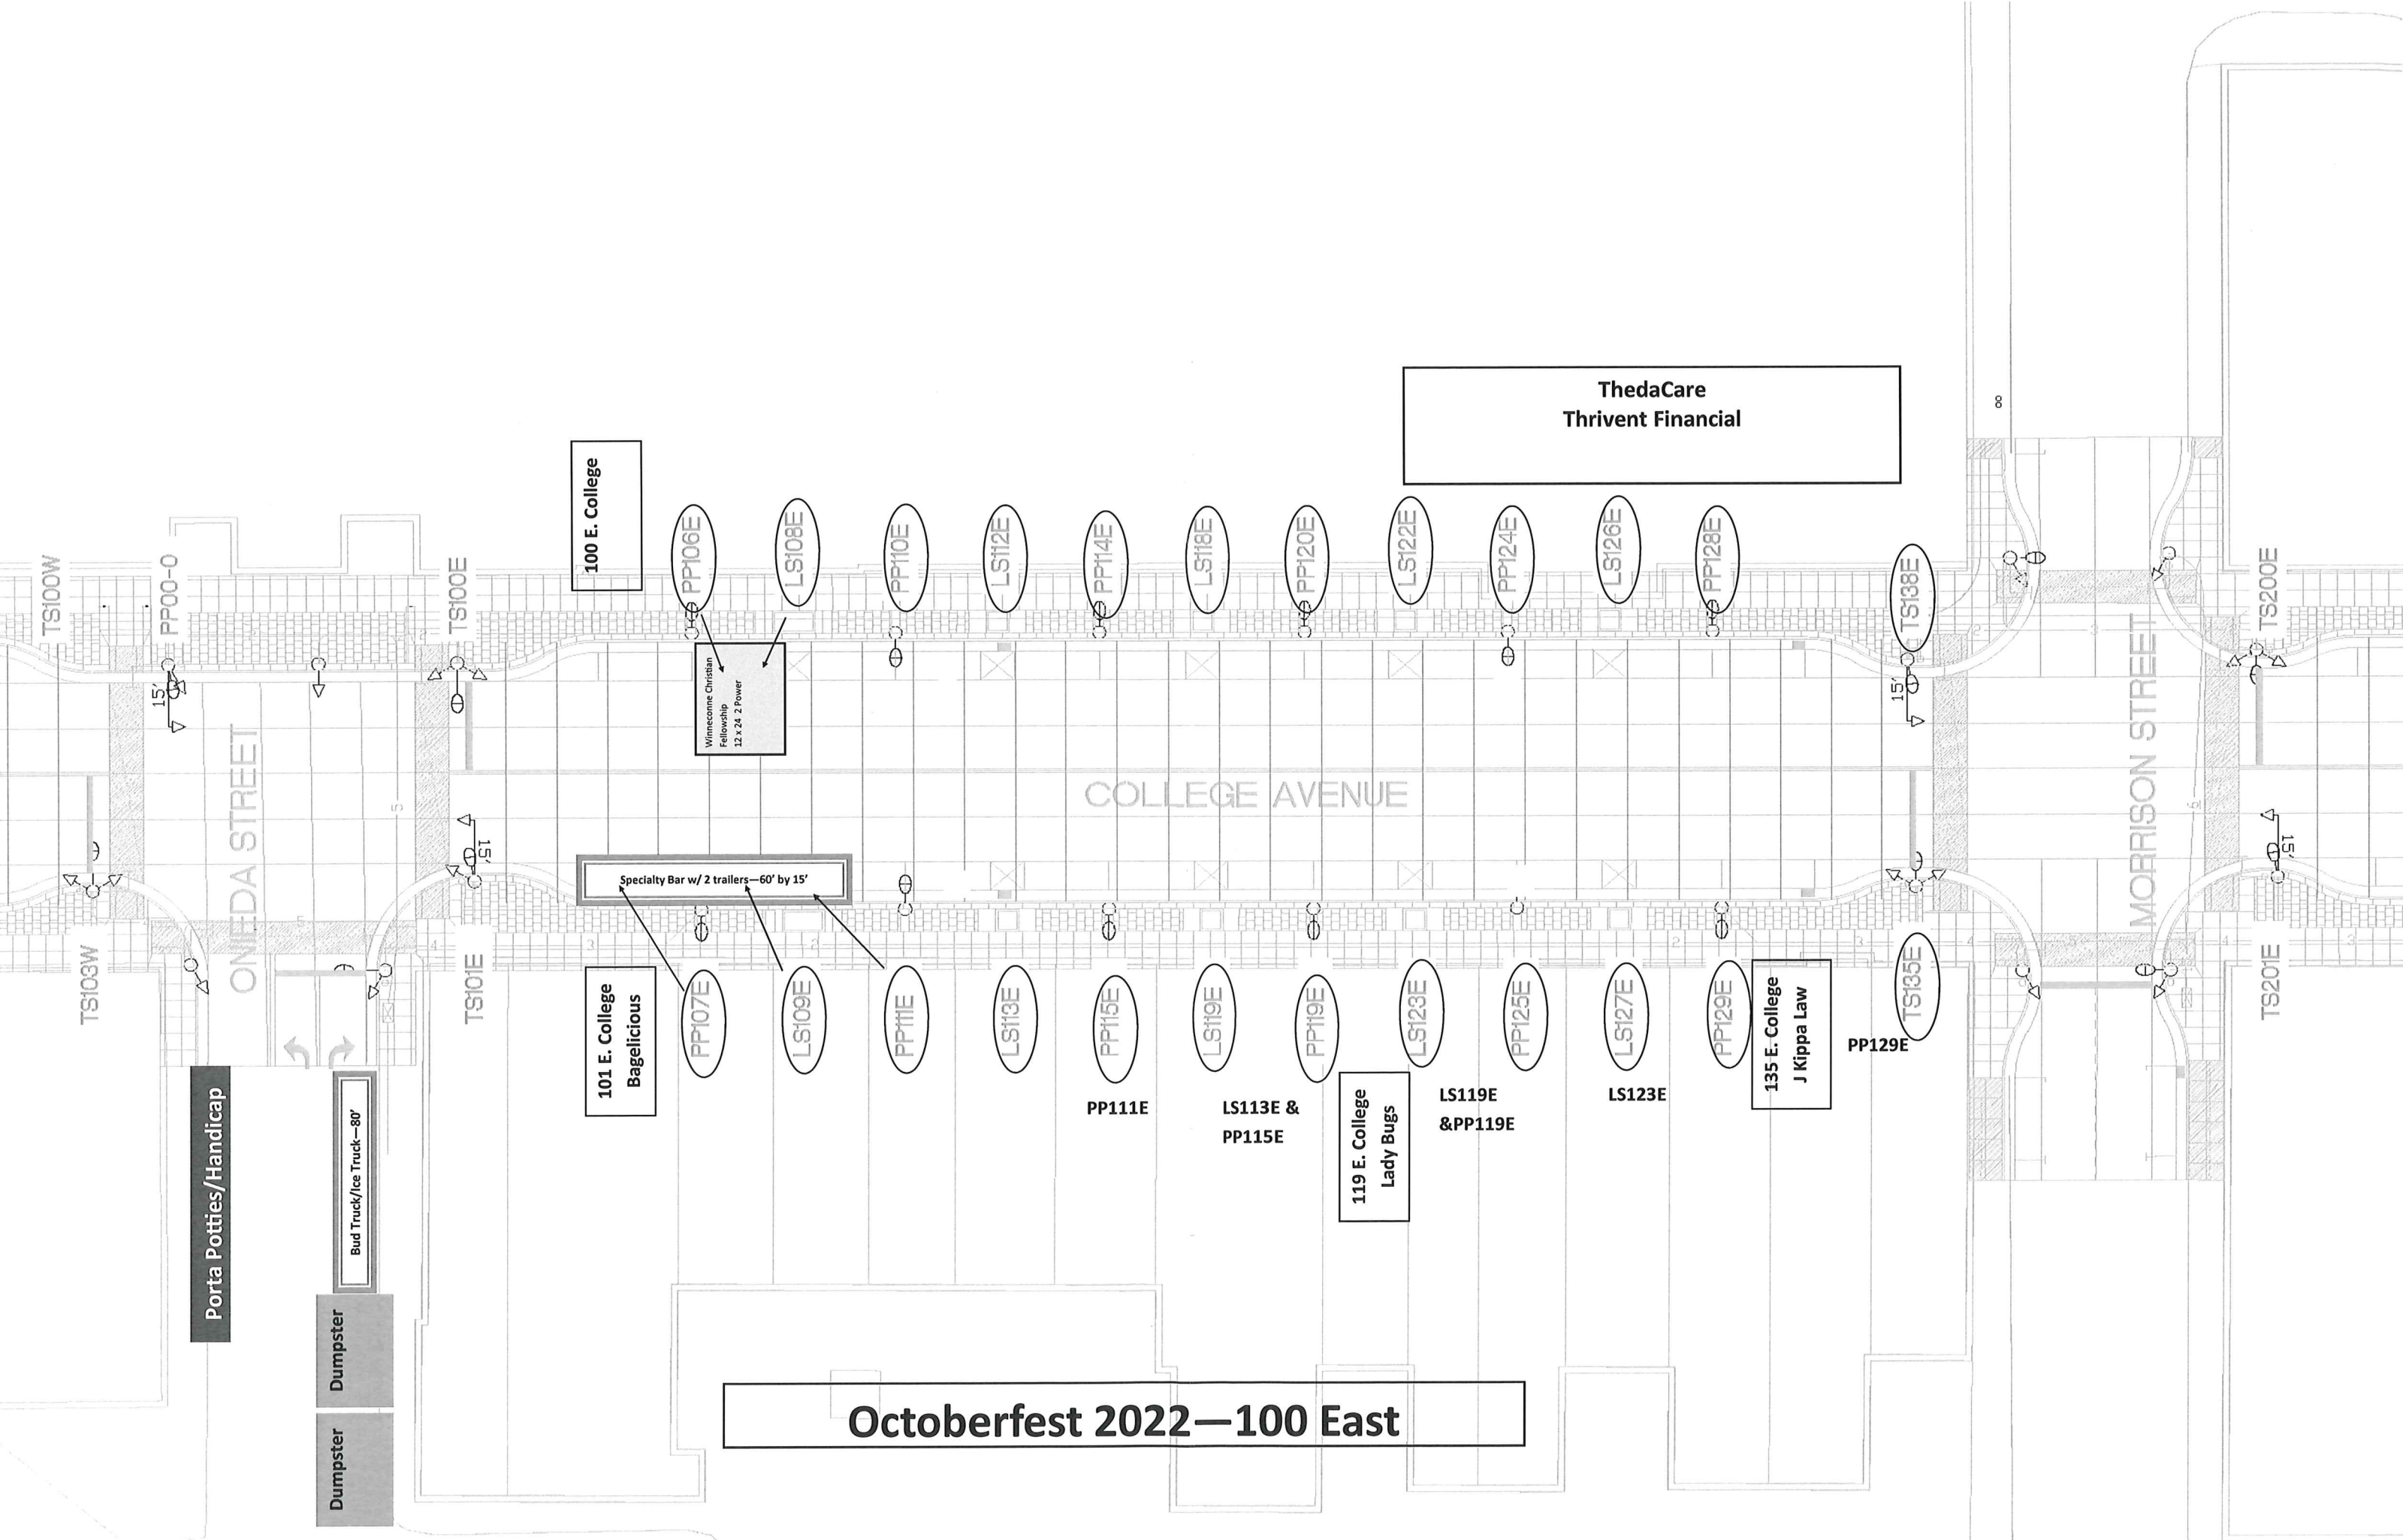 ThedaCare
Thrivent Financial
8
100 E. College
TS100W
PP00-0
TS100E
PP106E
LS108E
PP110E
LS112E
PP114E
LS118E
PP120E
LS122E
PP124E
LS126E
PP128E
TS138E
TS200E
15'
15'
Winneconne Christian
Fellowship
12 x 24 2 Power
ONEIDA STREET
COLLEGE AVENUE
MORRISON STREET
15'
15'
Specialty Bar w/ 2 trailers—60' by 15'
TS103W
TS101E
101 E. College
Bagelicious
PP107E
LS109E
PP111E
LS113E
PP115E
LS119E
PP119E
LS123E
PP125E
LS127E
PP129E
135 E. College
J Kippa Law
TS135E
TS201E
PP129E
PP111E
LS113E &
PP115E
119 E. College
Lady Bugs
LS119E
&PP119E
LS123E
Porta Potties/Handicap
Bud Truck/Ice Truck—80'
Dumpster
Dumpster
Octoberfest 2022—100 East